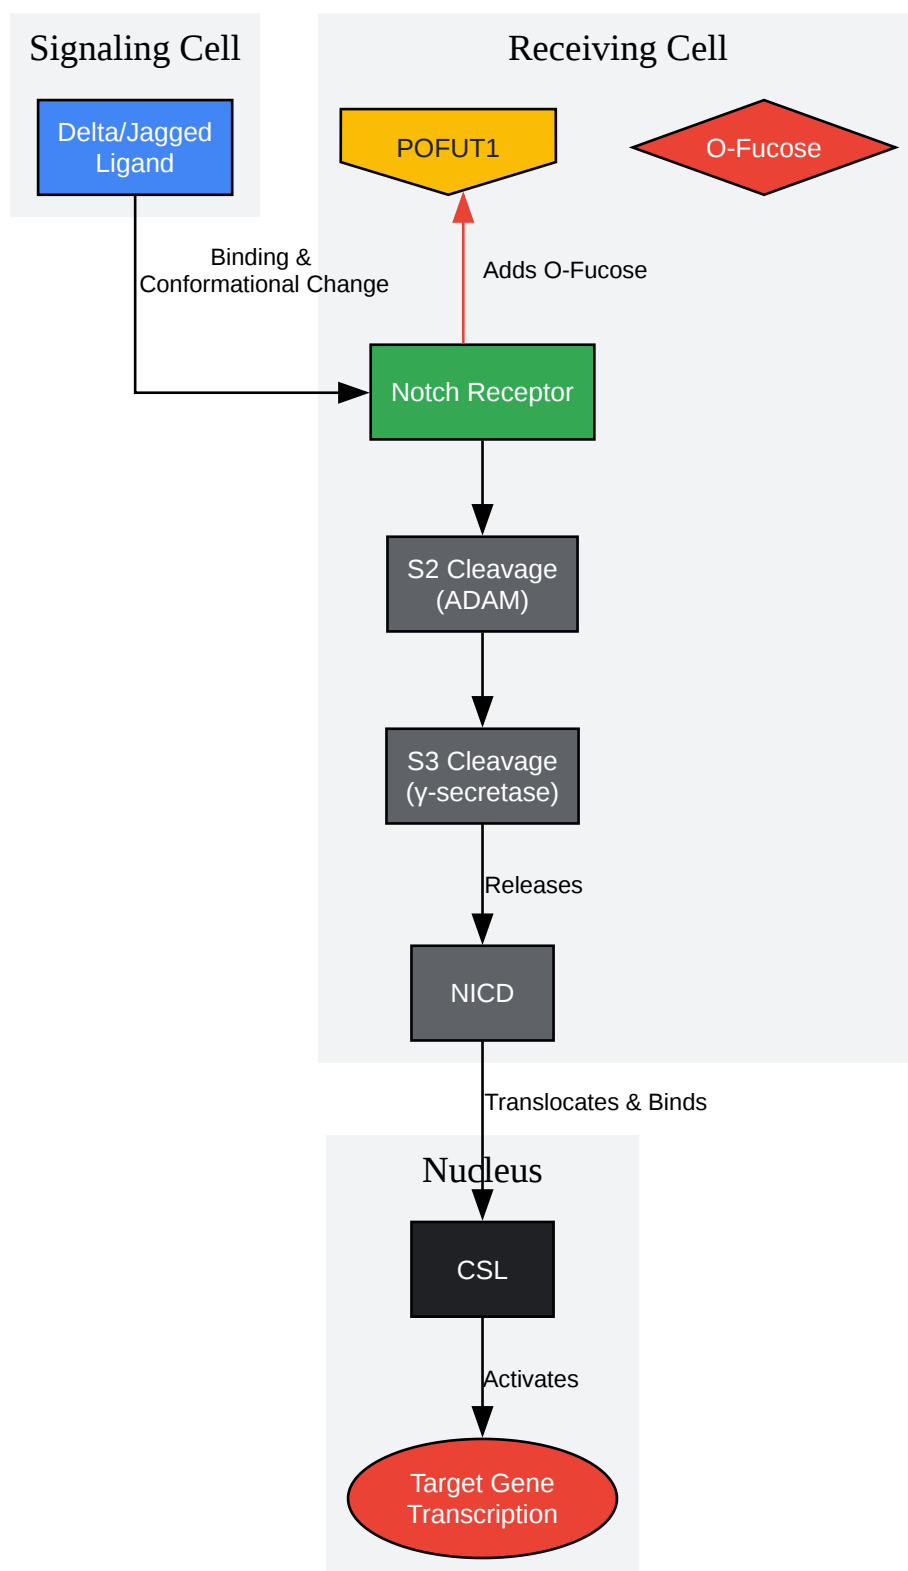 Signaling Cell
Receiving Cell
Delta/Jagged
Ligand
POFUT1
O-Fucose
Binding &
Conformational Change
Adds O-Fucose
Notch Receptor
S2 Cleavage
(ADAM)
S3 Cleavage
(γ-secretase)
Releases
NICD
Translocates & Binds
Nucleus
CSL
Activates
Target Gene
Transcription